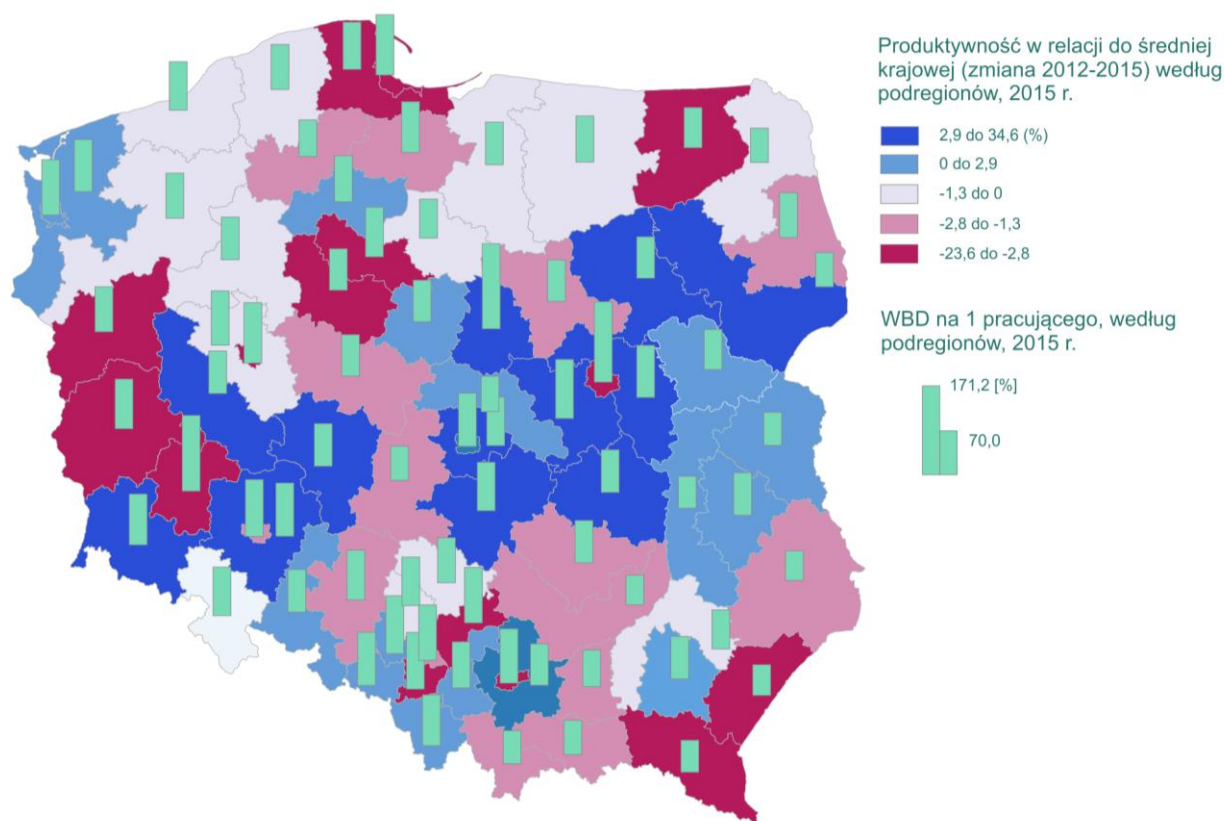 Produktywność w relacji do średniej
krajowej (zmiana 2012-2015) według
podregionów, 2015 r.
2,9 do 34,6 (%)
0 do 2,9
-1,3 do 0
-2,8 do -1,3
-23,6 do -2,8
WBD na 1 pracującego, według
podregionów, 2015 r.
171,2 [%]
70,0